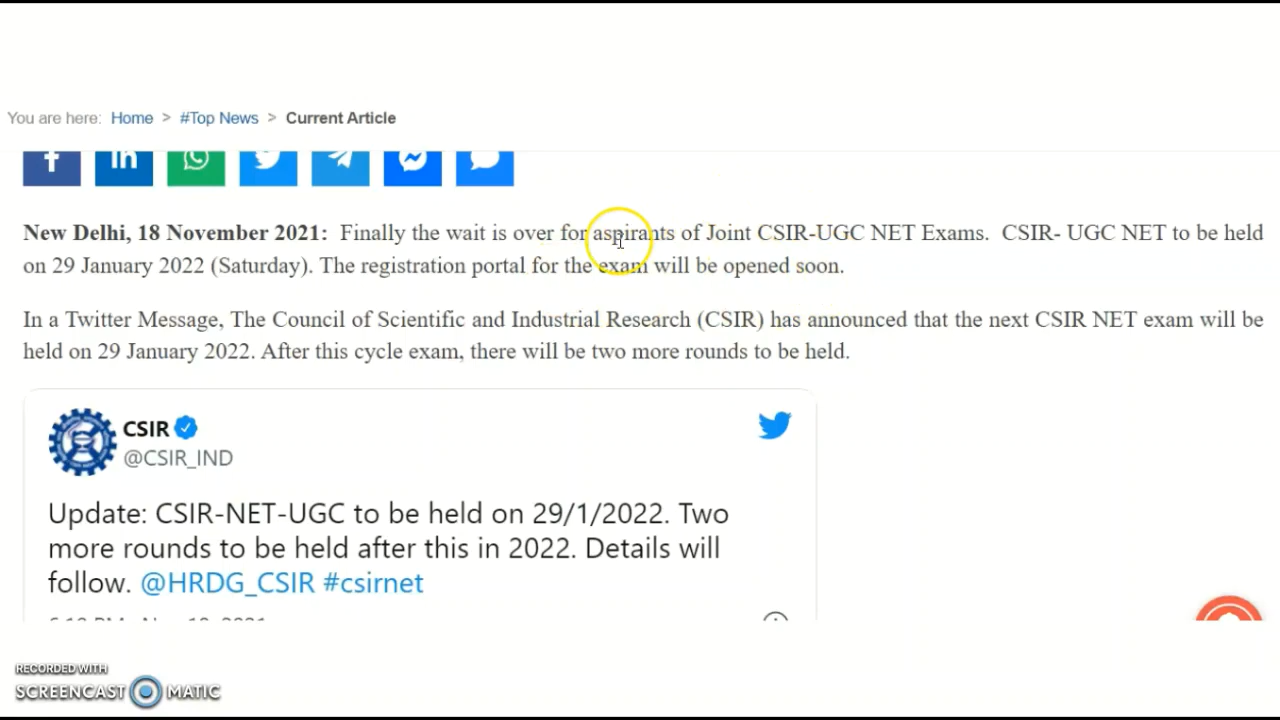 You are here: Home > #Top News > Current Article
f in
New Delhi, 18 November 2021: Finally the wait is over for aspirants of Joint CSIR-UGC NET Exams. CSIR- UGC NET to be held
on 29 January 2022 (Saturday). The registration portal for the exam will be opened soon.
In a Twitter Message, The Council of Scientific and Industrial Research (CSIR) has announced that the next CSIR NET exam will be
held on 29 January 2022. After this cycle exam, there will be two more rounds to be held.
CSIR
@CSIR_IND
Update: CSIR-NET-UGC to be held on 29/1/2022. Two
more rounds to be held after this in 2022. Details will
follow. @HRDG_CSIR #csirnet
RECORDED WITH
SCREENCAST MATIC